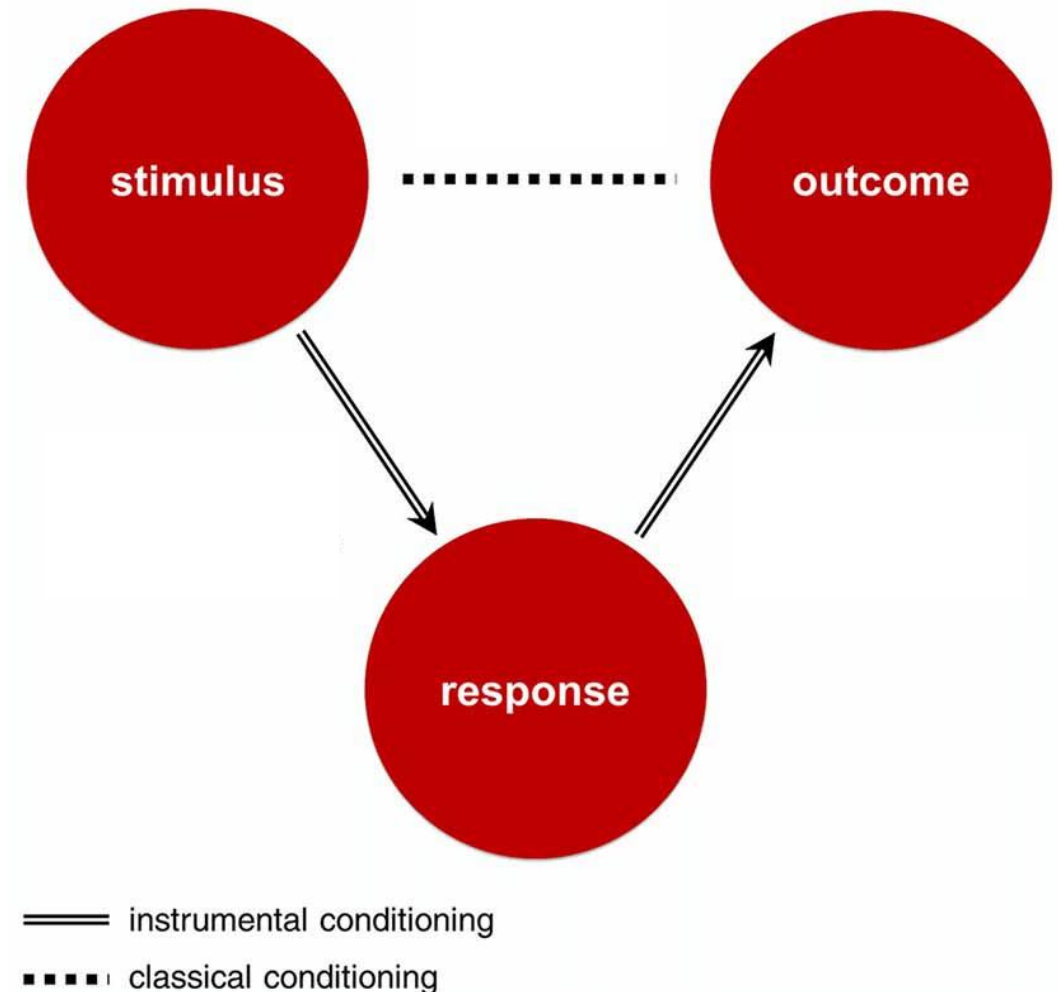 stimulus
outcome
response
instrumental conditioning
classical conditioning